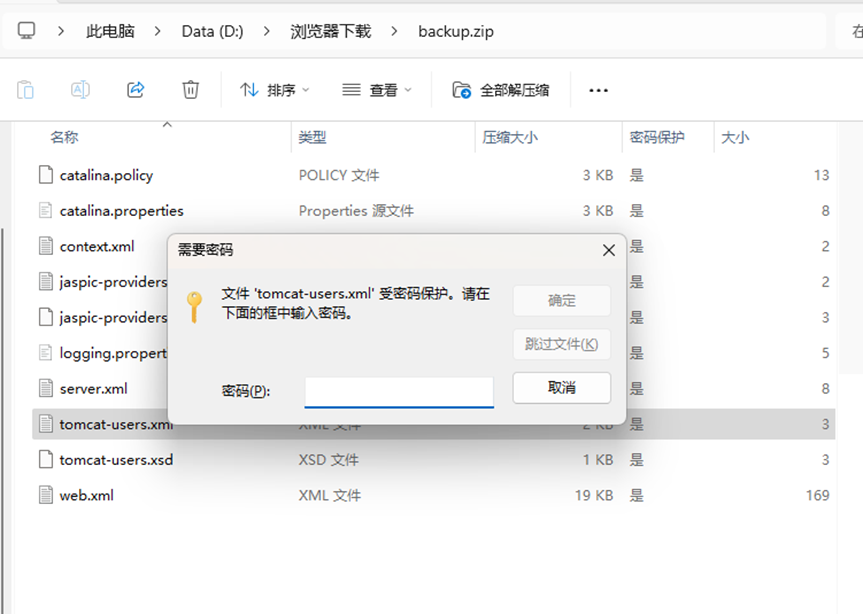 此电脑 > Data (D:) > 浏览器下载 > backup.zip 在
排序 查看 全部解压缩 ...
名称 类型 压缩大小 密码保护 大小
catalina.policy POLICY 文件 3 KB 是 13
catalina.properties Properties 源文件 3 KB 是 8
context.xml 是 2
jaspic-providers 是 2
jaspic-providers 是 3
logging.propert 是 5
server.xml 是 8
tomcat-users.xml XML 文件 2 KB 是 3
tomcat-users.xsd XSD 文件 1 KB 是 3
web.xml XML 文件 19 KB 是 169
需要密码
文件 'tomcat-users.xml' 受密码保护。请在
下面的框中输入密码。
密码(P):
确定
跳过文件(K)
取消